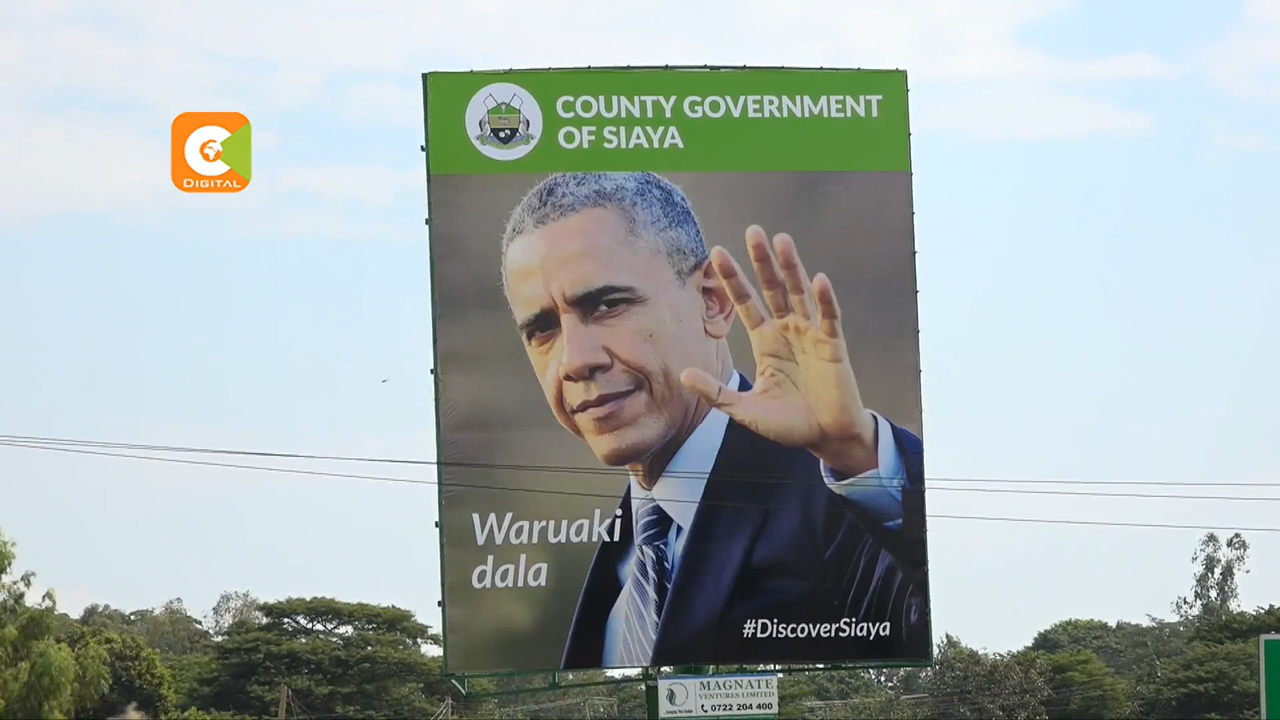 COUNTY GOVERNMENT
OF SIAYA
C
DIGITAL
Waruaki
dala
#DiscoverSiaya
MAGNATE
VENTURES LIMITED
0722 204 400